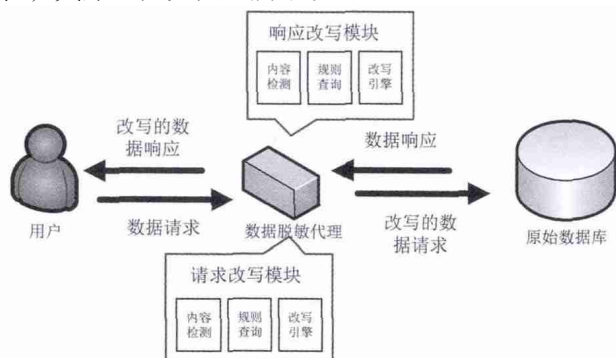 响应改写模块
内容
检测
规则
查询
改写
引擎
改写的数
据响应
数据响应
用户
数据请求
数据脱敏代理
改写的数
据请求
原始数据库
请求改写模块
内容
检测
规则
查询
改写
引擎